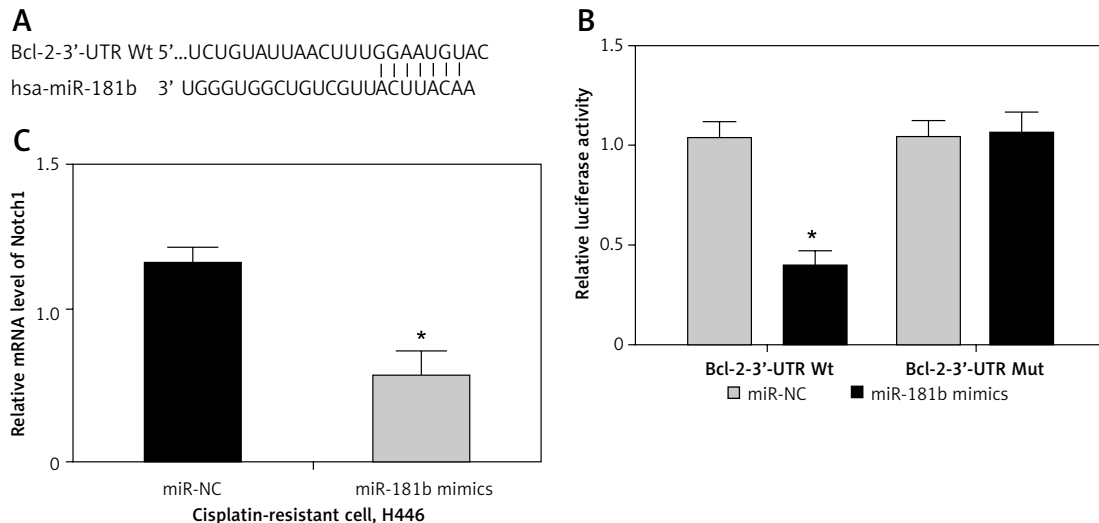 A
Bcl-2-3’-UTR Wt 5’...UCUGUAUUAACUUUGGAAUGUAC
hsa-miR-181b 3’ UGGGUGGCUGUCGUUACUUACAA
B
Relative luciferase activity
1.5
1.0
0.5
0
*
Bcl-2-3’-UTR Wt Bcl-2-3’-UTR Mut
miR-NC miR-181b mimics
C
Relative mRNA level of Notch1
1.5
1.0
0
*
miR-NC miR-181b mimics
Cisplatin-resistant cell, H446